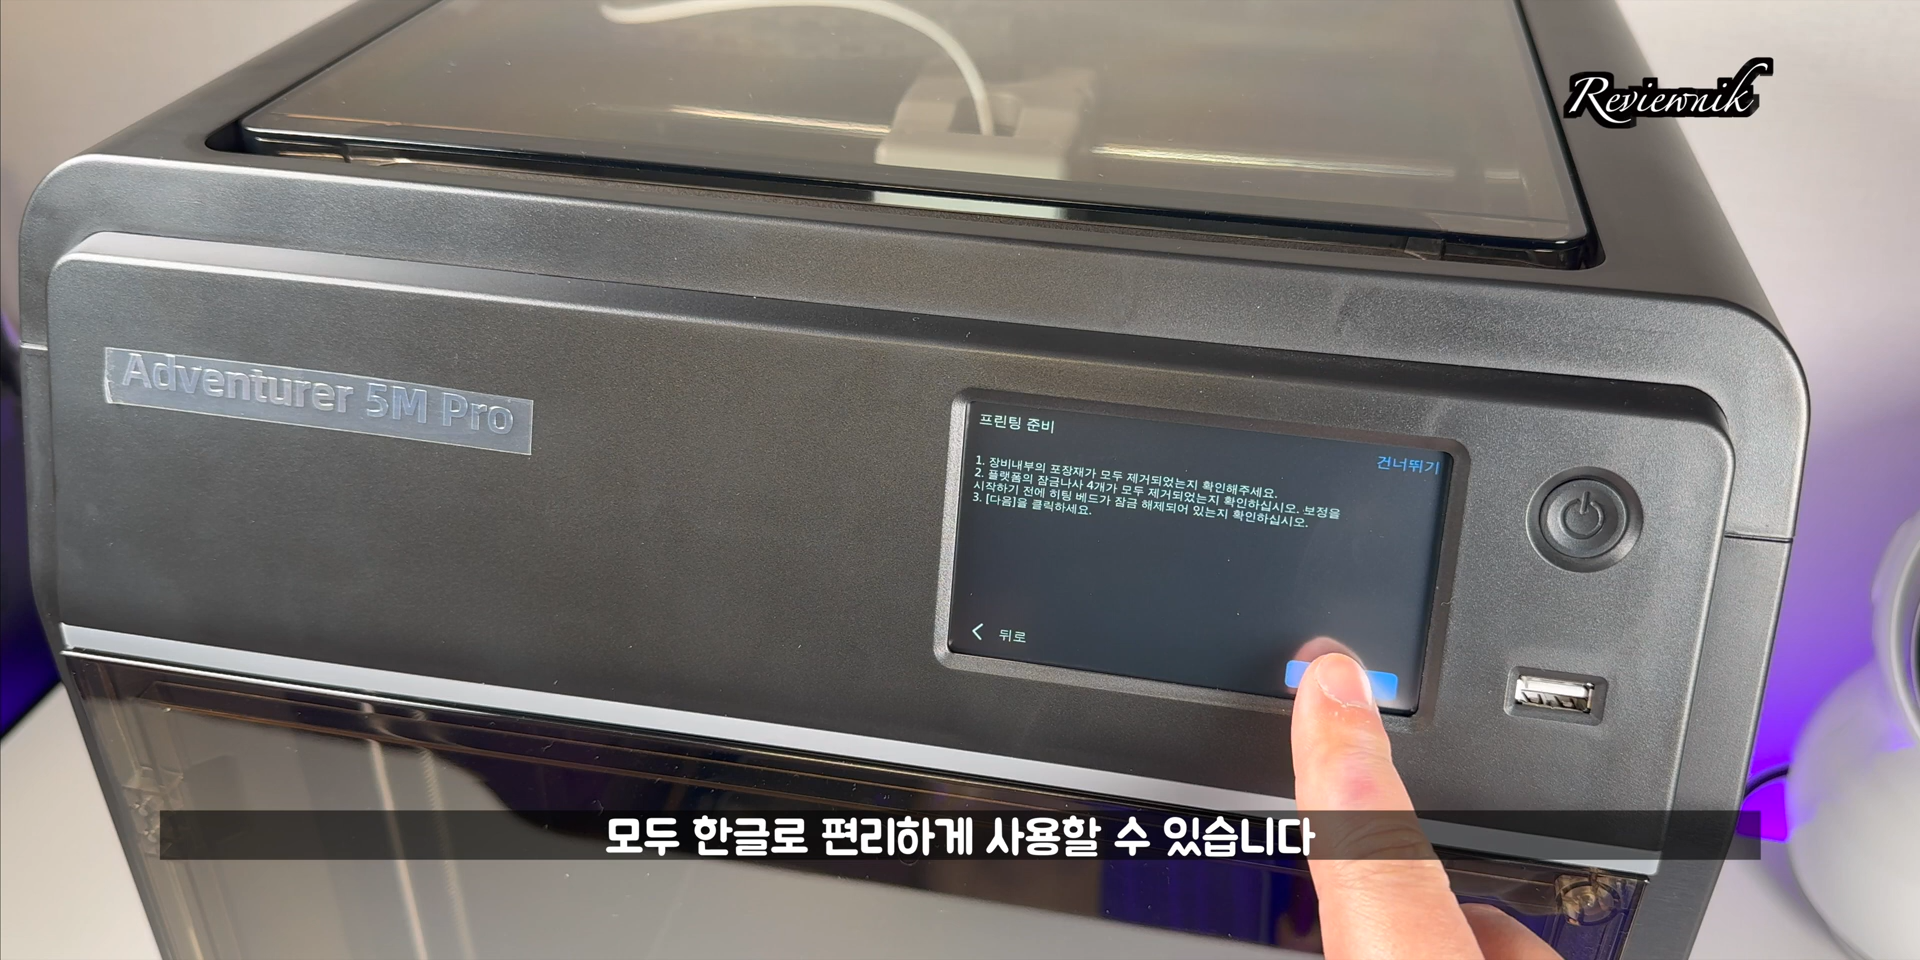 Reviewnik
Adventurer 5M Pro
프린팅 준비
건너뛰기
1. 장비내부의 포장재가 모두 제거되었는지 확인해주세요.
2. 플랫폼의 잠금나사 4개가 모두 제거되었는지 확인하십시오. 보정을
시작하기 전에 히팅 베드가 잠금 해제되어 있는지 확인하십시오.
3. [다음]을 클릭하세요.
뒤로
모두 한글로 편리하게 사용할 수 있습니다